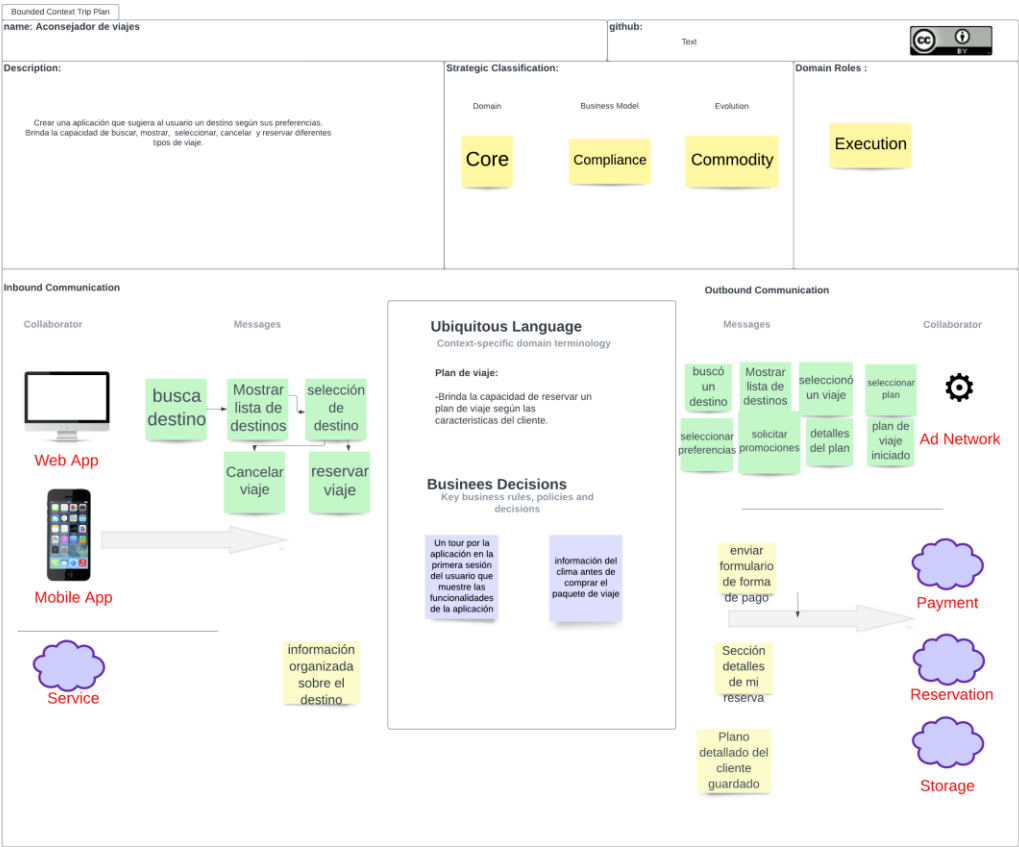 Bounded Context Trip Plan
name: Aconsejador de viajes
github:
Text
cc
BY
Description:
Crear una aplicación que sugiera al usuario un destino según sus preferencias.
Brinda la capacidad de buscar, mostrar, seleccionar, cancelar y reservar diferentes
tipos de viaje.
Strategic Classification:
Domain
Business Model
Evolution
Core
Compliance
Commodity
Domain Roles :
Execution
Inbound Communication
Collaborator
Messages
Web App
busca
destino
Mostrar
lista de
destinos
selección
de
destino
Cancelar
viaje
reservar
viaje
Mobile App
Service
información
organizada
sobre el
destino
Ubiquitous Language
Context-specific domain terminology
Plan de viaje:
-Brinda la capacidad de reservar un
plan de viaje según las
caracteristicas del cliente.
Businees Decisions
Key business rules, policies and
decisions
Un tour por la
aplicación en la
primera sesión
del usuario que
muestre las
funcionalidades
de la aplicación
información del
clima antes de
comprar el
paquete de viaje
Outbound Communication
Messages
Collaborator
buscó
un
destino
Mostrar
lista de
destinos
seleccionó
un viaje
seleccionar
plan
seleccionar
preferencias
solicitar
promociones
detalles
del plan
plan de
viaje
iniciado
Ad Network
enviar
formulario
de forma
de pago
Payment
Sección
detalles
de mi
reserva
Reservation
Plano
detallado del
cliente
guardado
Storage